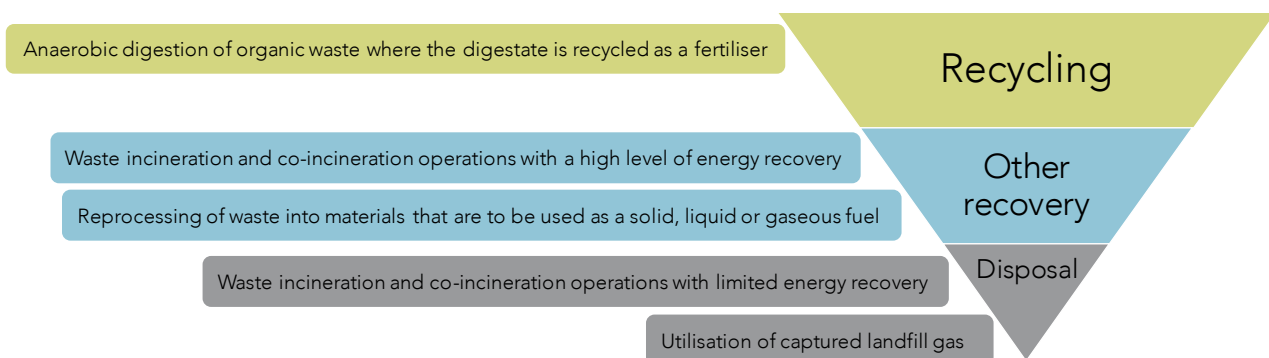 Anaerobic digestion of organic waste where the digestate is recycled as a fertiliser
Recycling
Waste incineration and co-incineration operations with a high level of energy recovery
Other
recovery
Reprocessing of waste into materials that are to be used as a solid, liquid or gaseous fuel
Waste incineration and co-incineration operations with limited energy recovery
Disposal
Utilisation of captured landfill gas